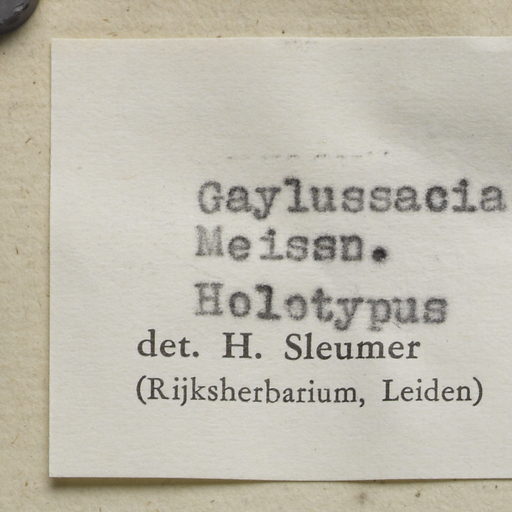 Gaylussacia
Meissn.
Holotypus
det. H. Sleumer
(Rijksherbarium, Leiden)